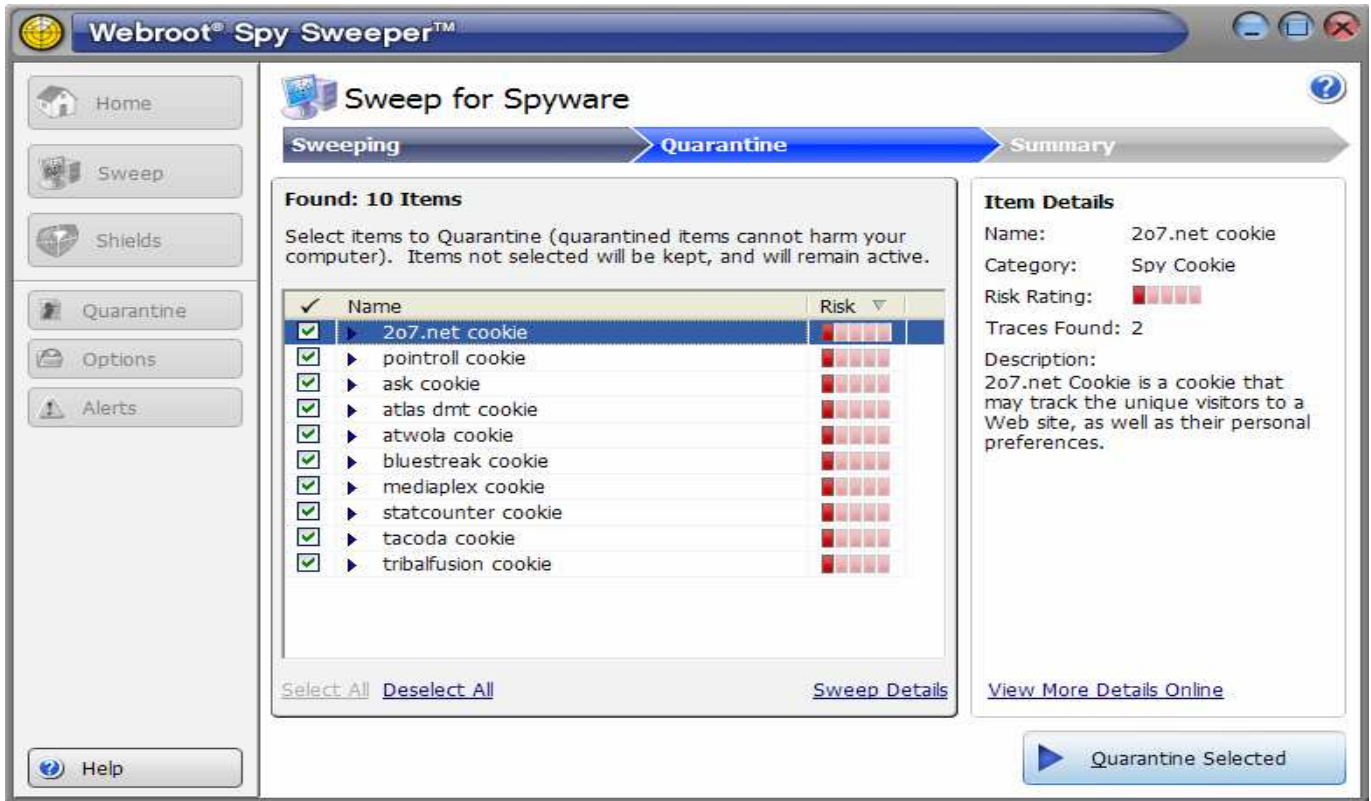 Webroot® Spy Sweeper™
Home
Sweep
Shields
Quarantine
Options
Alerts
Help
Sweep for Spyware
Sweeping
Quarantine
Summary
Found: 10 Items
Select items to Quarantine (quarantined items cannot harm your
computer). Items not selected will be kept, and will remain active.
Name Risk
2o7.net cookie
pointroll cookie
ask cookie
atlas dmt cookie
atwola cookie
bluestreak cookie
mediaplex cookie
statcounter cookie
tacoda cookie
tribalfusion cookie
Select All Deselect All Sweep Details
Item Details
Name: 2o7.net cookie
Category: Spy Cookie
Risk Rating:
Traces Found: 2
Description:
2o7.net Cookie is a cookie that
may track the unique visitors to a
Web site, as well as their personal
preferences.
View More Details Online
Quarantine Selected